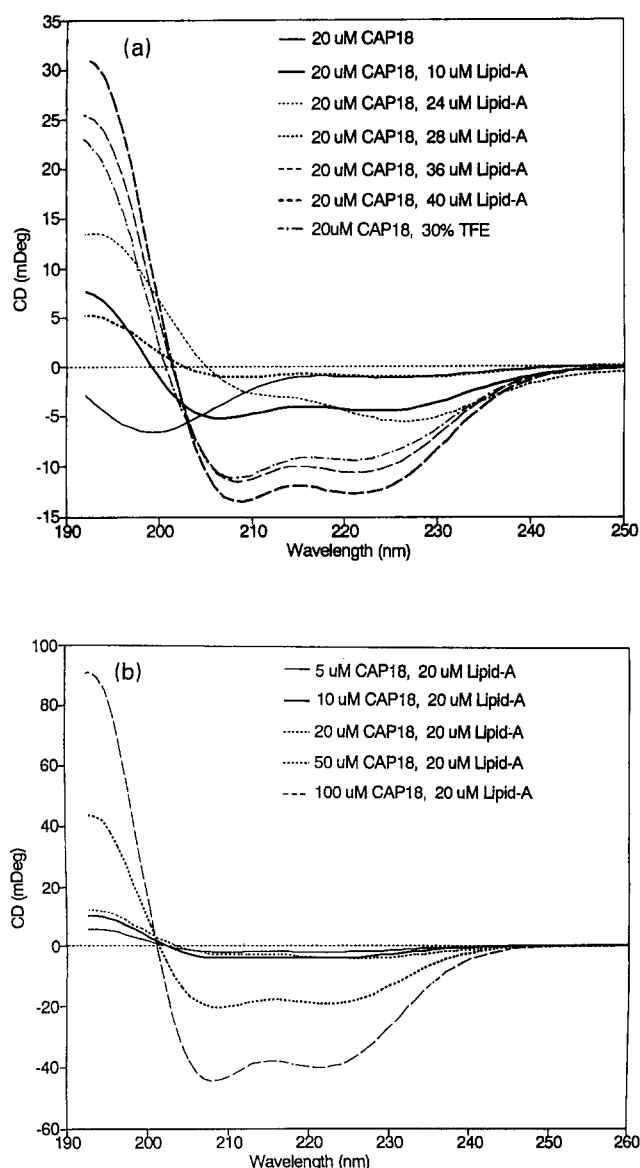 (a)
20 uM CAP18
20 uM CAP18, 10 uM Lipid-A
20 uM CAP18, 24 uM Lipid-A
20 uM CAP18, 28 uM Lipid-A
20 uM CAP18, 36 uM Lipid-A
20 uM CAP18, 40 uM Lipid-A
20uM CAP18, 30% TFE
CD (mDeg)
35
30
25
20
15
10
5
0
-5
-10
-15
190 200 210 220 230 240 250
Wavelength (nm)
(b)
5 uM CAP18, 20 uM Lipid-A
10 uM CAP18, 20 uM Lipid-A
20 uM CAP18, 20 uM Lipid-A
50 uM CAP18, 20 uM Lipid-A
100 uM CAP18, 20 uM Lipid-A
CD (mDeg)
100
80
60
40
20
0
-20
-40
-60
190 200 210 220 230 240 250 260
Wavelength (nm)